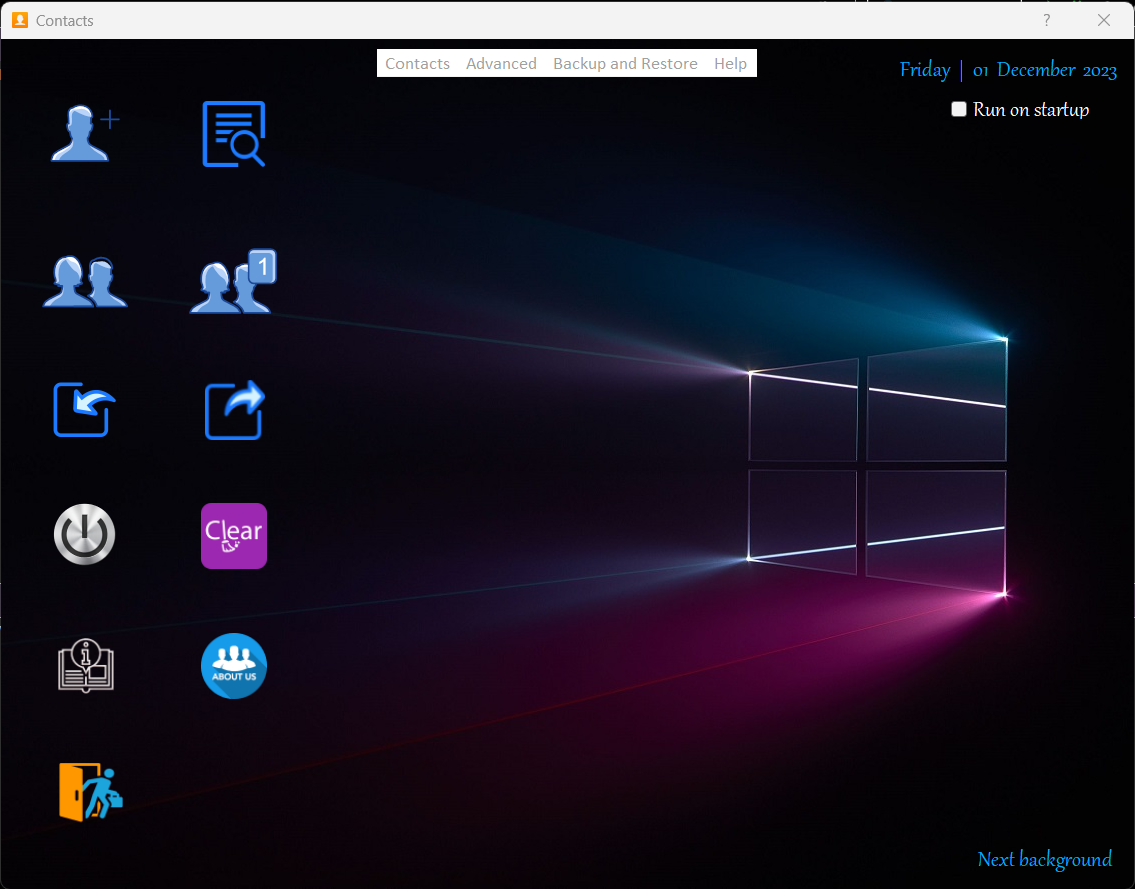 Contacts
?
Contacts Advanced Backup and Restore Help
Friday | 01 December 2023
Run on startup
1
Clear
i
ABOUT US
Next background